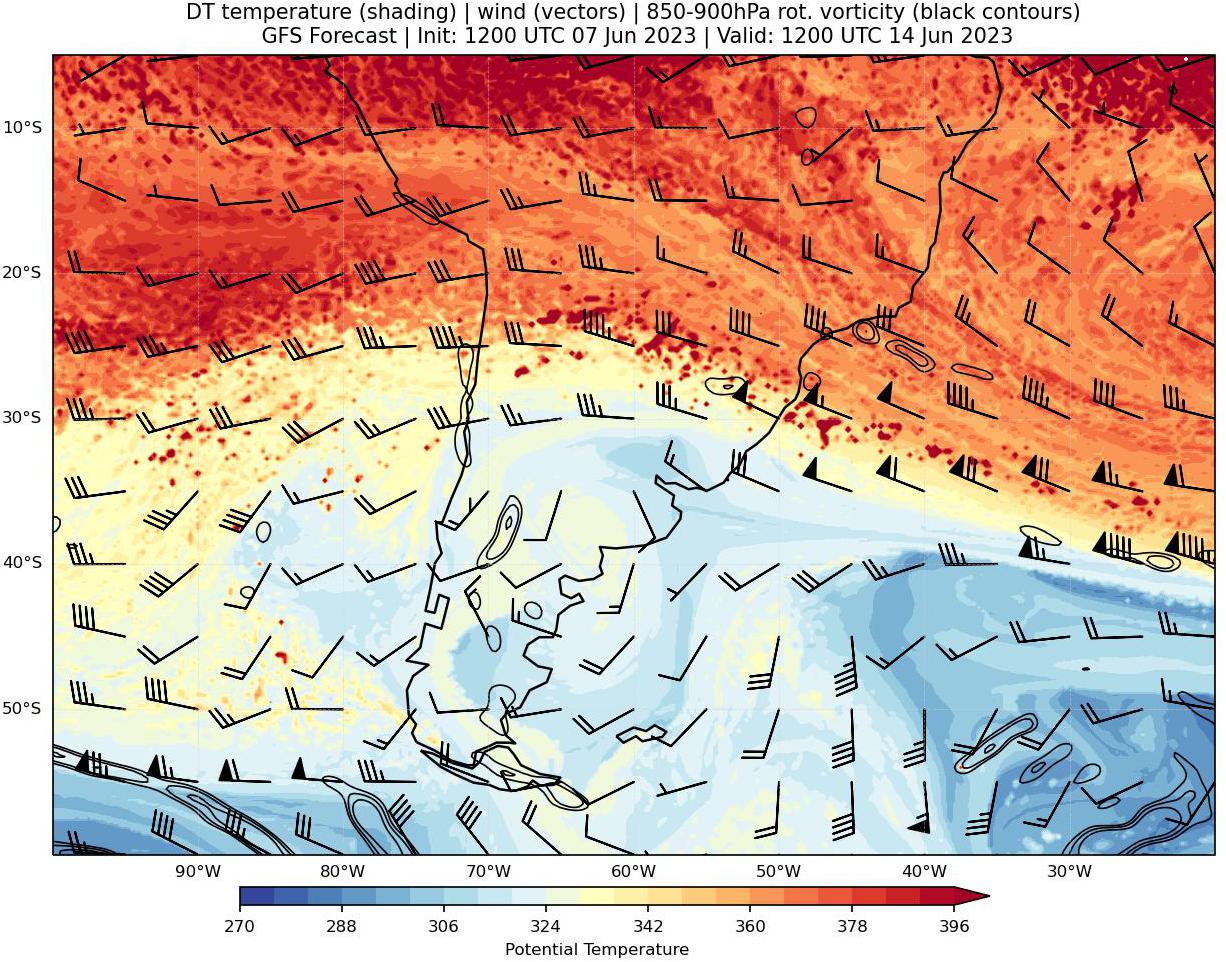 DT temperature (shading) | wind (vectors) | 850-900hPa rot. vorticity (black contours)
GFS Forecast | Init: 1200 UTC 07 Jun 2023 | Valid: 1200 UTC 14 Jun 2023
10°S
20°S
30°S
40°S
50°S
90°W 80°W 70°W 60°W 50°W 40°W 30°W
270 288 306 324 342 360 378 396
Potential Temperature